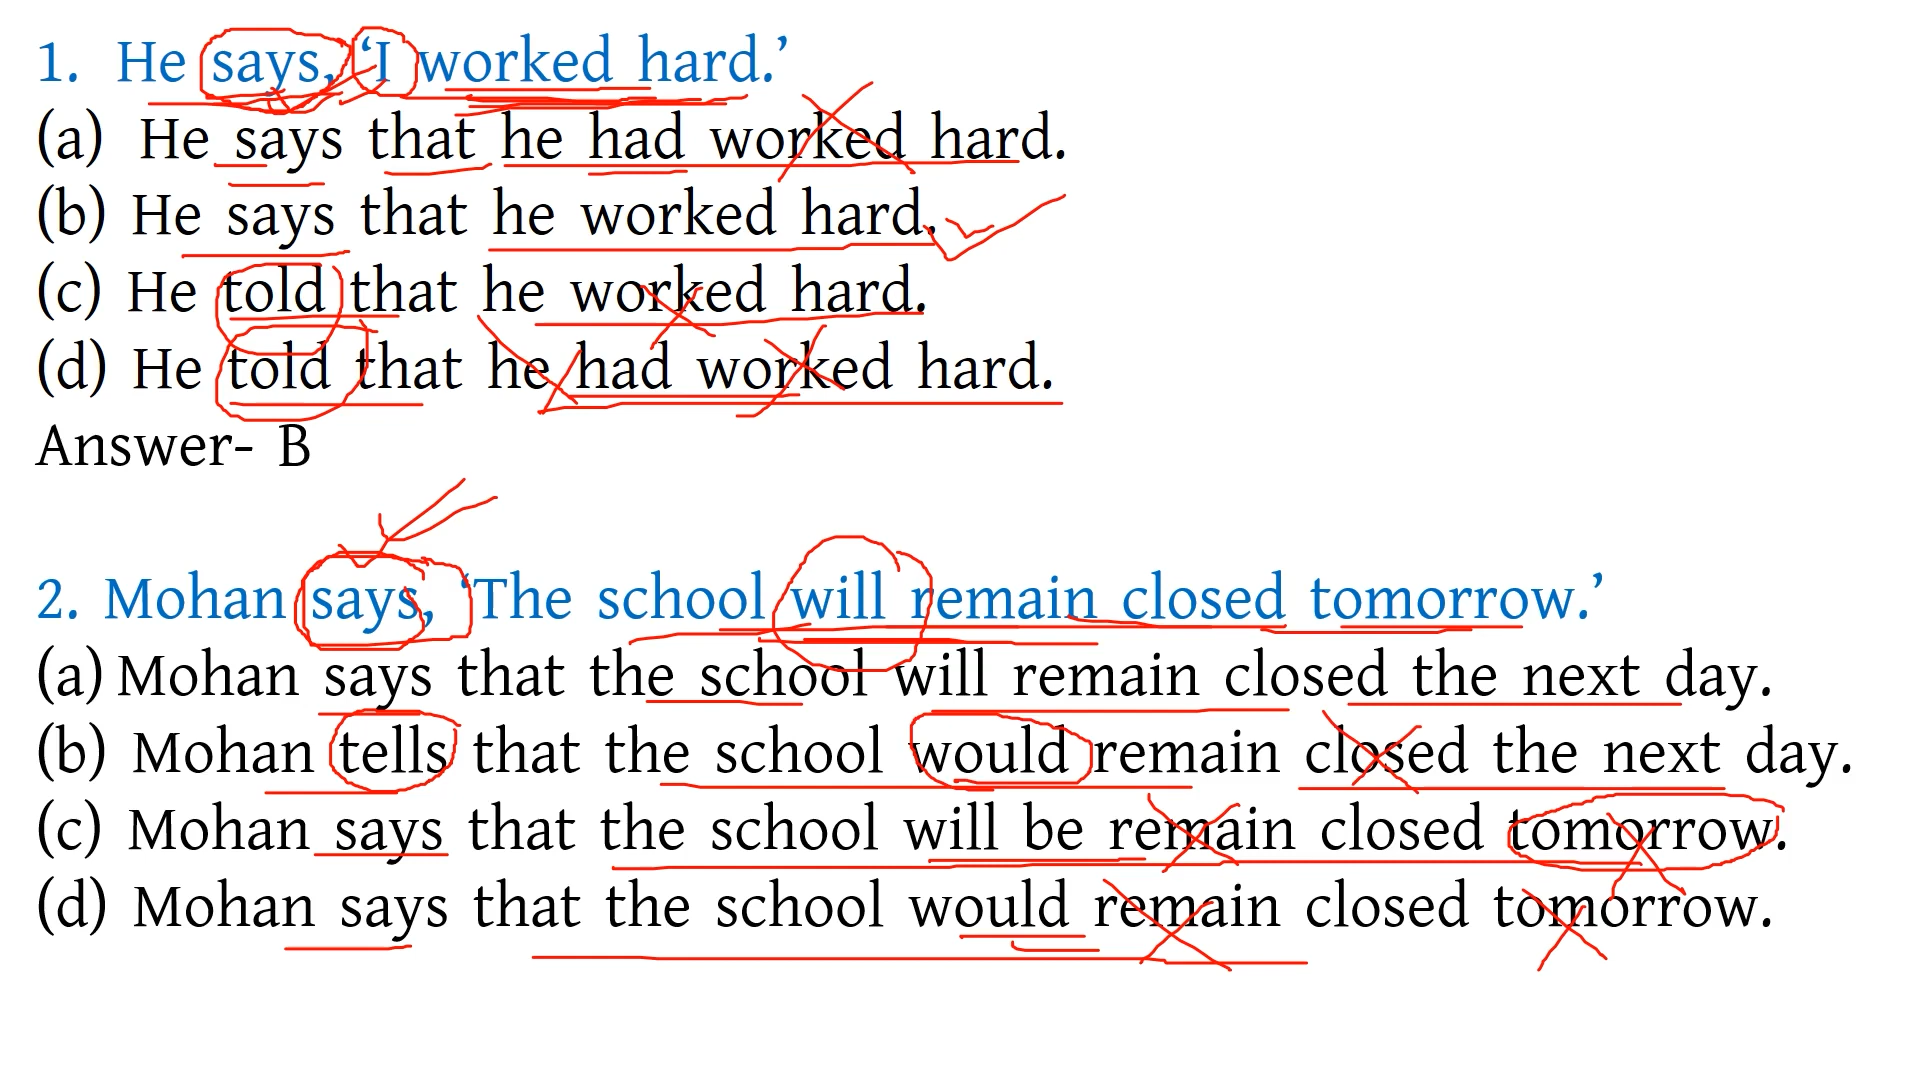 1. He says, ‘I worked hard.’
(a) He says that he had worked hard.
(b) He says that he worked hard.
(c) He told that he worked hard.
(d) He told that he had worked hard.
Answer- B
2. Mohan says, ‘The school will remain closed tomorrow.’
(a) Mohan says that the school will remain closed the next day.
(b) Mohan tells that the school would remain closed the next day.
(c) Mohan says that the school will be remain closed tomorrow.
(d) Mohan says that the school would remain closed tomorrow.